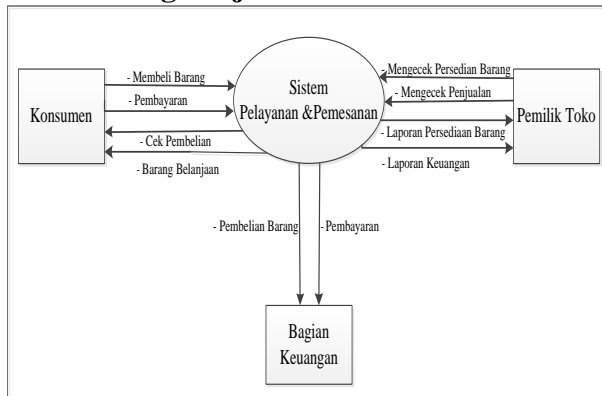 - Membeli Barang
- Pembayaran
Konsumen
- Cek Pembelian
- Barang Belanjaan
Sistem
Pelayanan &Pemesanan
- Mengecek Persedian Barang
- Mengecek Penjualan
Pemilik Toko
- Laporan Persediaan Barang
- Laporan Keuangan
- Pembelian Barang
- Pembayaran
Bagian
Keuangan